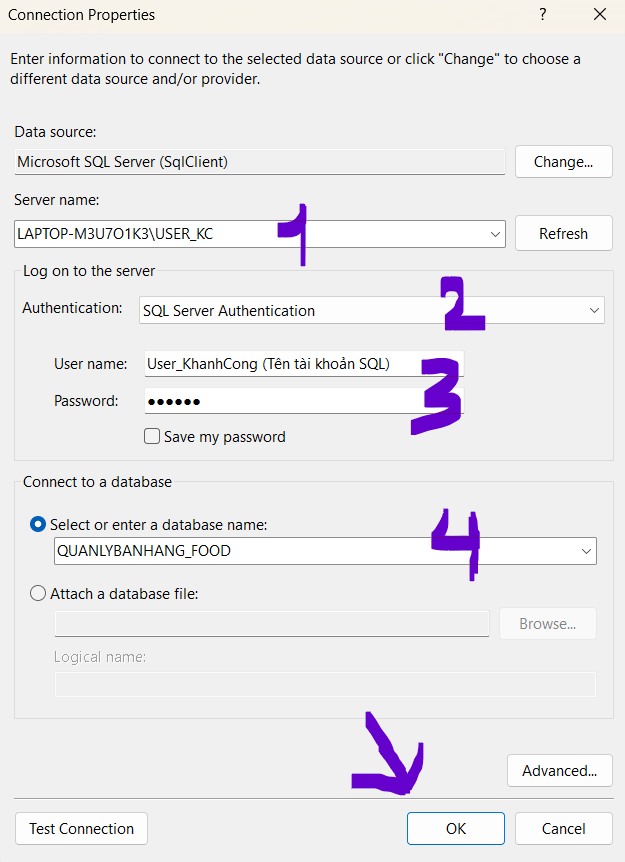 Connection Properties ? ×
Enter information to connect to the selected data source or click "Change" to choose a
different data source and/or provider.
Data source:
Microsoft SQL Server (SqlClient) Change...
Server name:
LAPTOP-M3U7O1K3\USER_KC 1 Refresh
Log on to the server
Authentication: SQL Server Authentication 2
User name: User_KhanhCong (Tên tài khoản SQL) 3
Password: ●●●●●●
Save my password
Connect to a database
Select or enter a database name:
QUANLYBANHANG_FOOD 4
Attach a database file:
Browse...
Logical name:
Advanced...
Test Connection OK Cancel